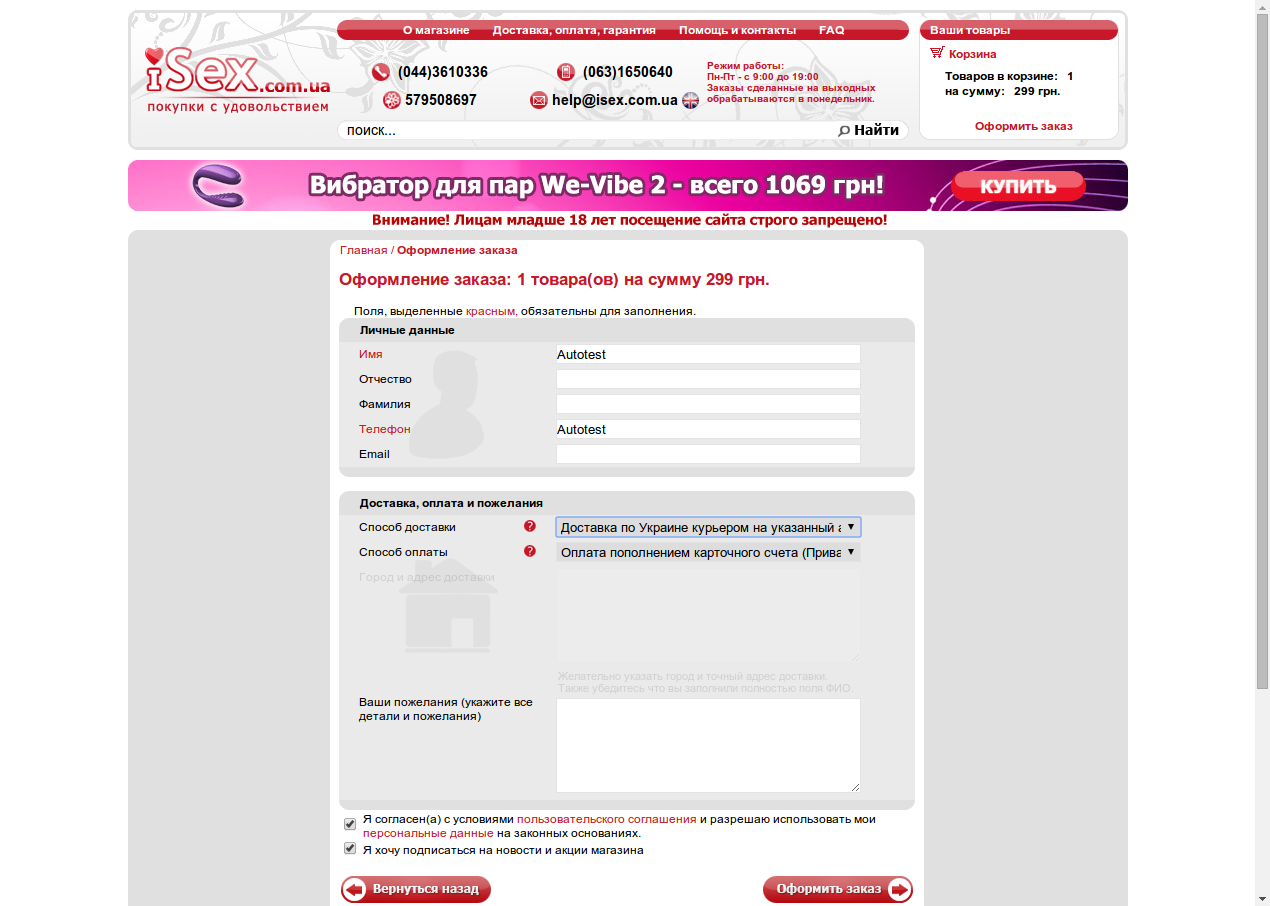 О магазине Доставка, оплата, гарантия Помощь и контакты FAQ
Ваши товары
iSex.com.ua
покупки с удовольствием
(044)3610336
(063)1650640
579508697
help@isex.com.ua
Режим работы:
Пн-Пт - с 9:00 до 19:00
Заказы сделанные на выходных
обрабатываются в понедельник.
Корзина
Товаров в корзине: 1
на сумму: 299 грн.
Оформить заказ
поиск...
Найти
Вибратор для пар We-Vibe 2 - всего 1069 грн!
КУПИТЬ
Внимание! Лицам младше 18 лет посещение сайта строго запрещено!
Главная / Оформление заказа
Оформление заказа: 1 товара(ов) на сумму 299 грн.
Поля, выделенные красным, обязательны для заполнения.
Личные данные
Имя Autotest
Отчество
Фамилия
Телефон Autotest
Email
Доставка, оплата и пожелания
Способ доставки ? Доставка по Украине курьером на указанный
Способ оплаты ? Оплата пополнением карточного счета (Прива
Город и адрес доставки
Желательно указать город и точный адрес доставки.
Также убедитесь что вы заполнили полностью поля ФИО.
Ваши пожелания (укажите все
детали и пожелания)
Я согласен(а) с условиями пользовательского соглашения и разрешаю использовать мои
персональные данные на законных основаниях.
Я хочу подписаться на новости и акции магазина
Вернуться назад
Оформить заказ